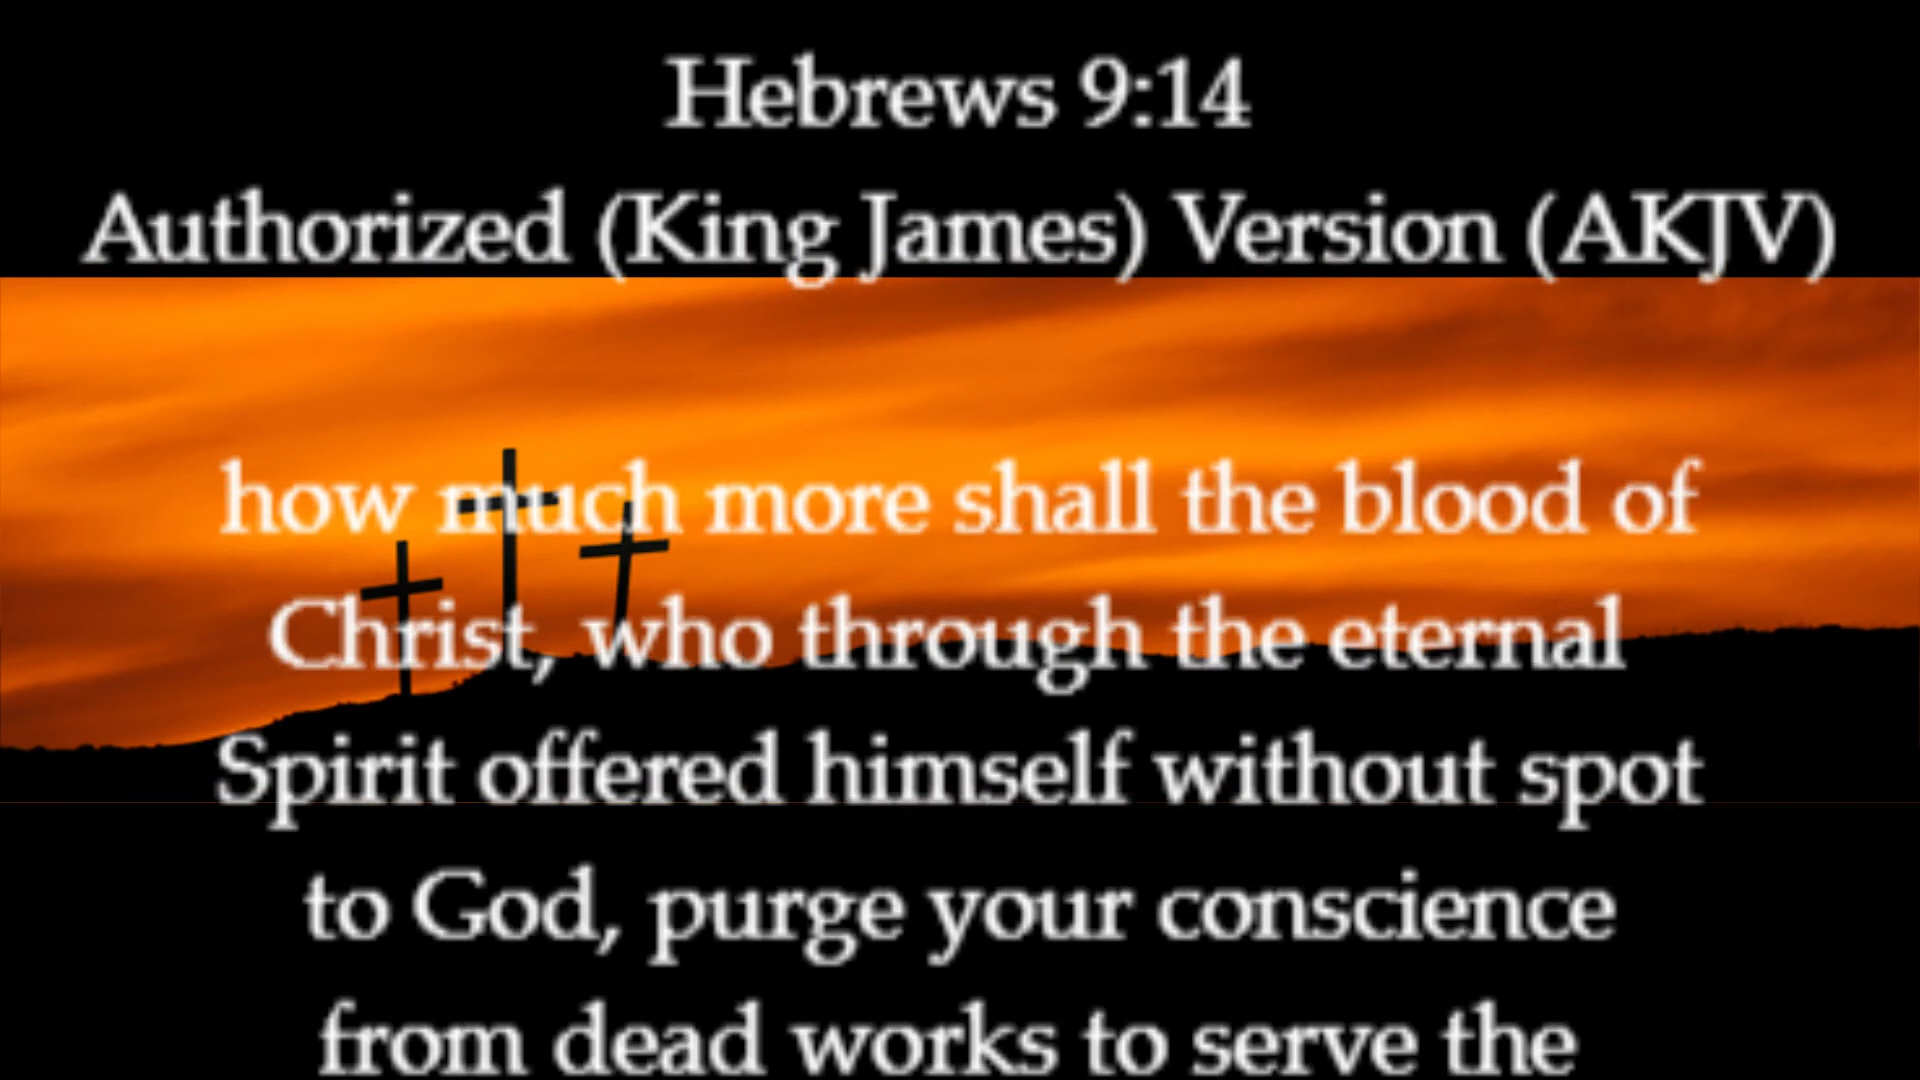 Hebrews 9:14
Authorized (King James) Version (AKJV)
how much more shall the blood of
Christ, who through the eternal
Spirit offered himself without spot
to God, purge your conscience
from dead works to serve the